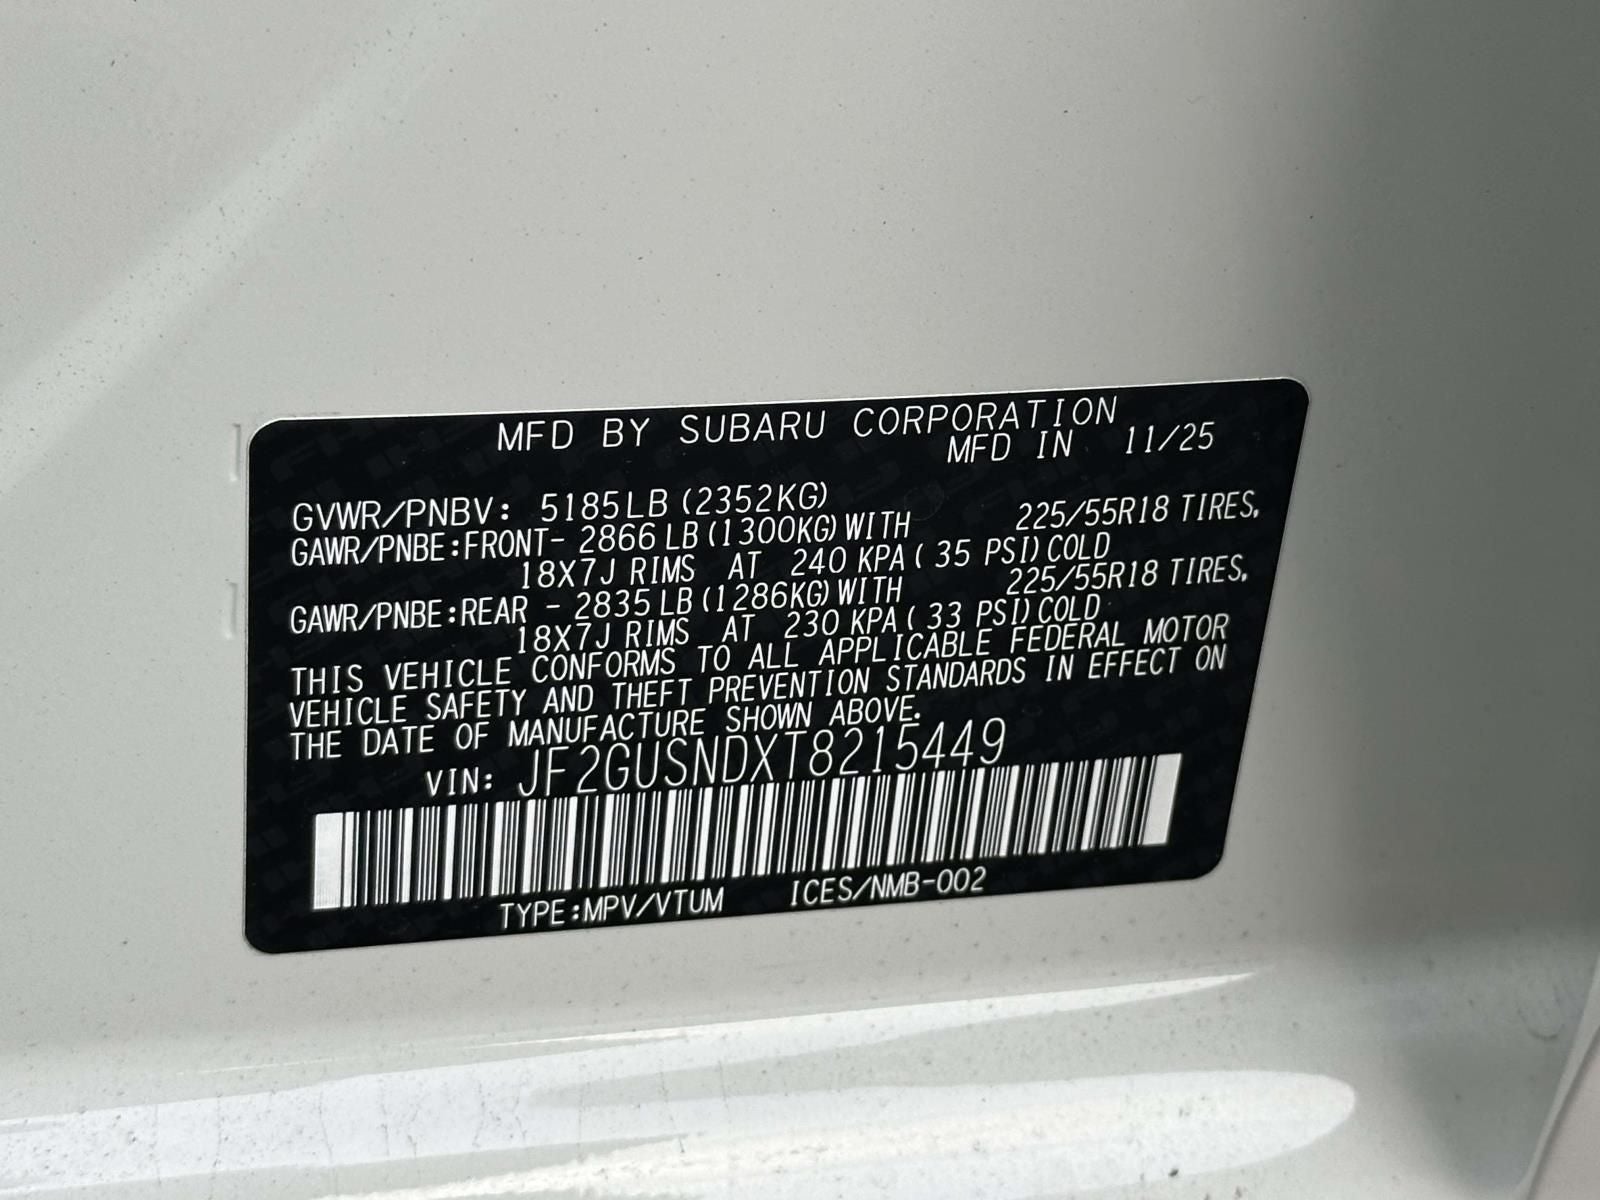 MFD BY SUBARU CORPORATION
MFD IN 11/25
GVWR/PNBV: 5185LB (2352KG)
GAWR/PNBE:FRONT- 2866 LB (1300KG) WITH 225/55R18 TIRES,
18X7J RIMS AT 240 KPA ( 35 PSI) COLD
GAWR/PNBE:REAR - 2835 LB (1286KG) WITH 225/55R18 TIRES,
18X7J RIMS AT 230 KPA ( 33 PSI) COLD
THIS VEHICLE CONFORMS TO ALL APPLICABLE FEDERAL MOTOR
VEHICLE SAFETY AND THEFT PREVENTION STANDARDS IN EFFECT ON
THE DATE OF MANUFACTURE SHOWN ABOVE.
VIN: JF2GUSNDXT8215449
TYPE:MPV/VTUM ICES/NMB-002